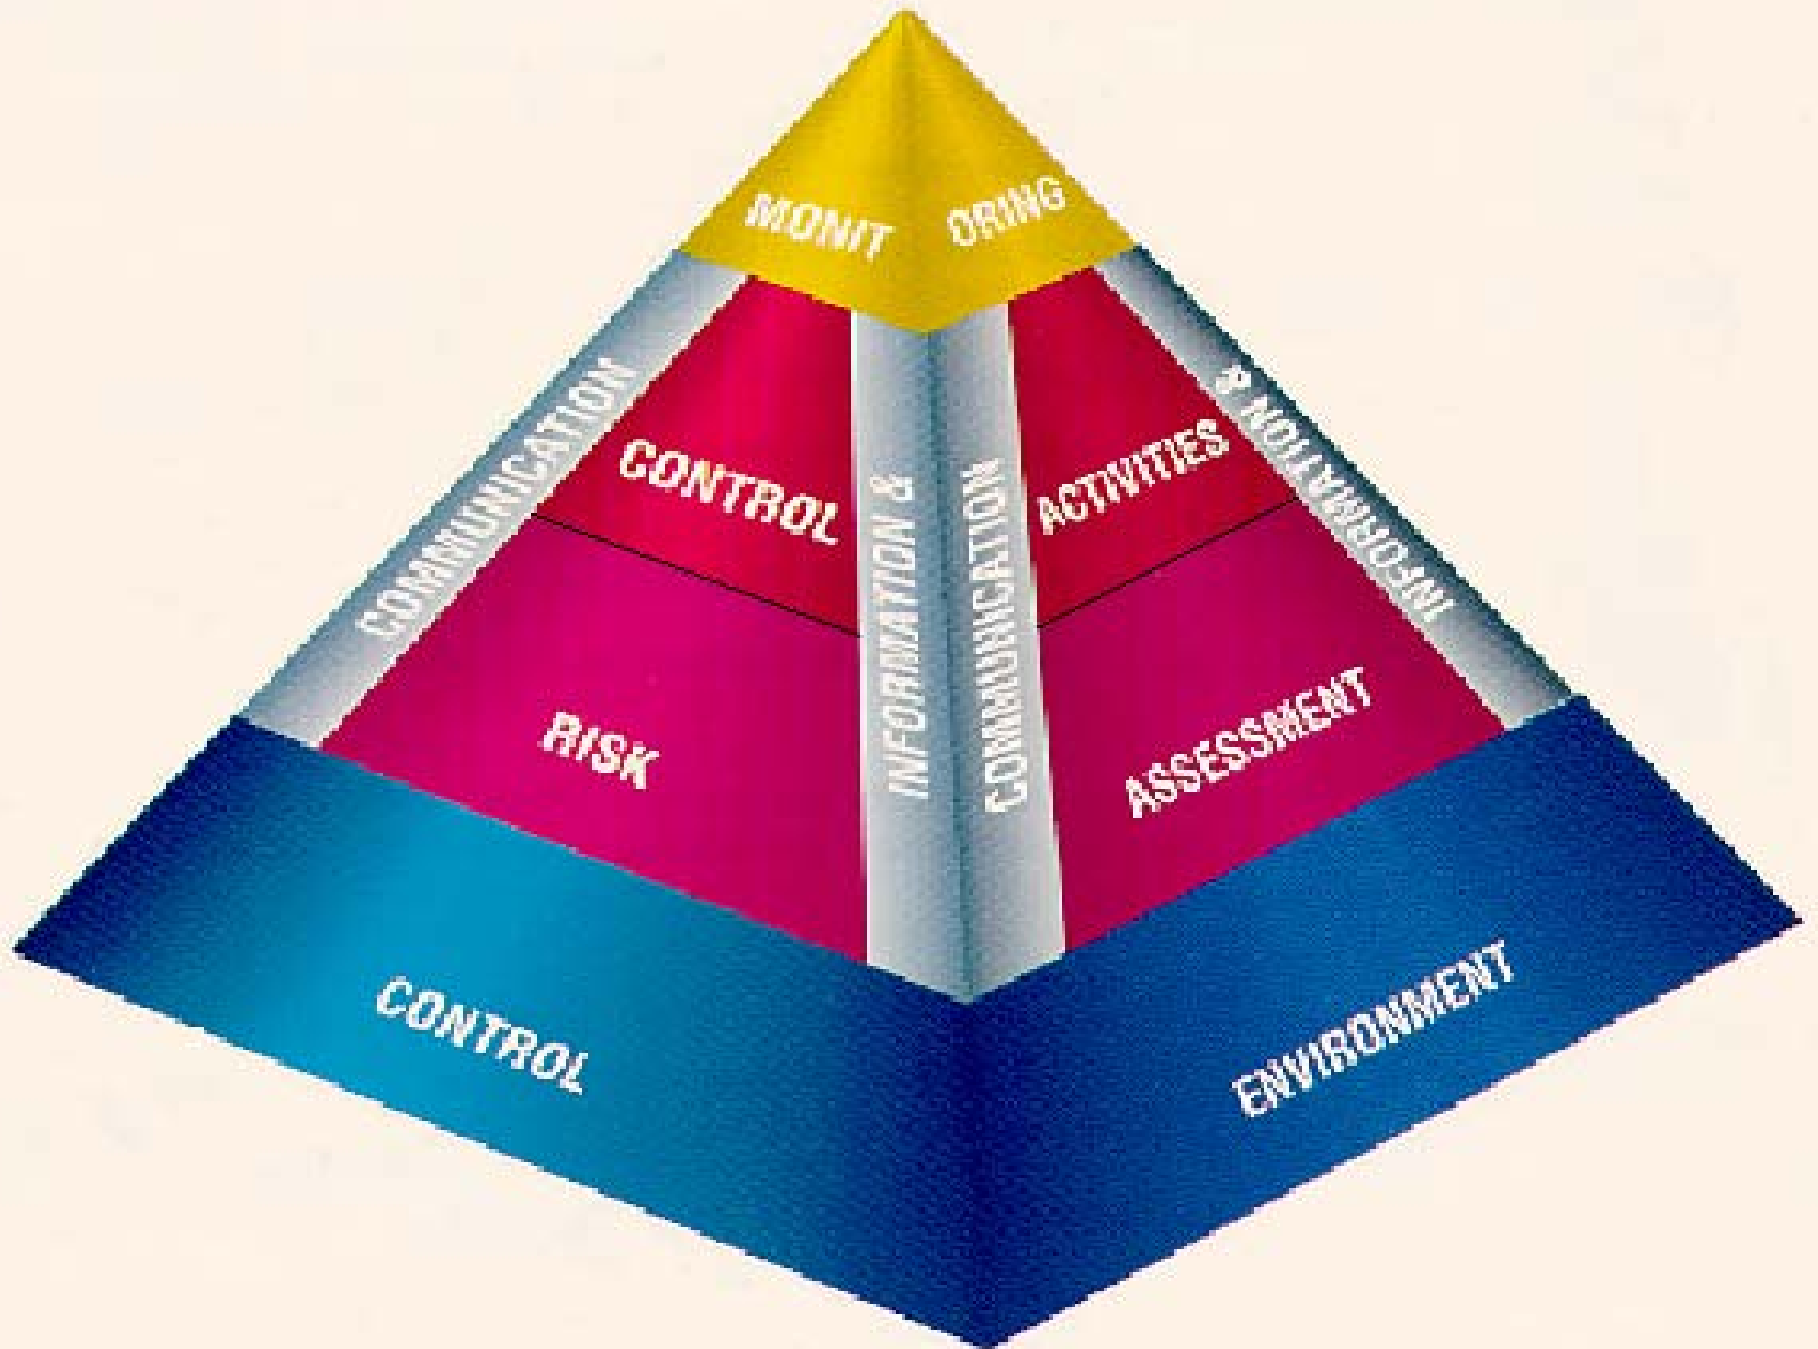 MONIT ORING
COMMUNICATION
INFORMATION &
COMMUNICATION
INFORMATION &
CONTROL ACTIVITIES
RISK ASSESSMENT
CONTROL ENVIRONMENT